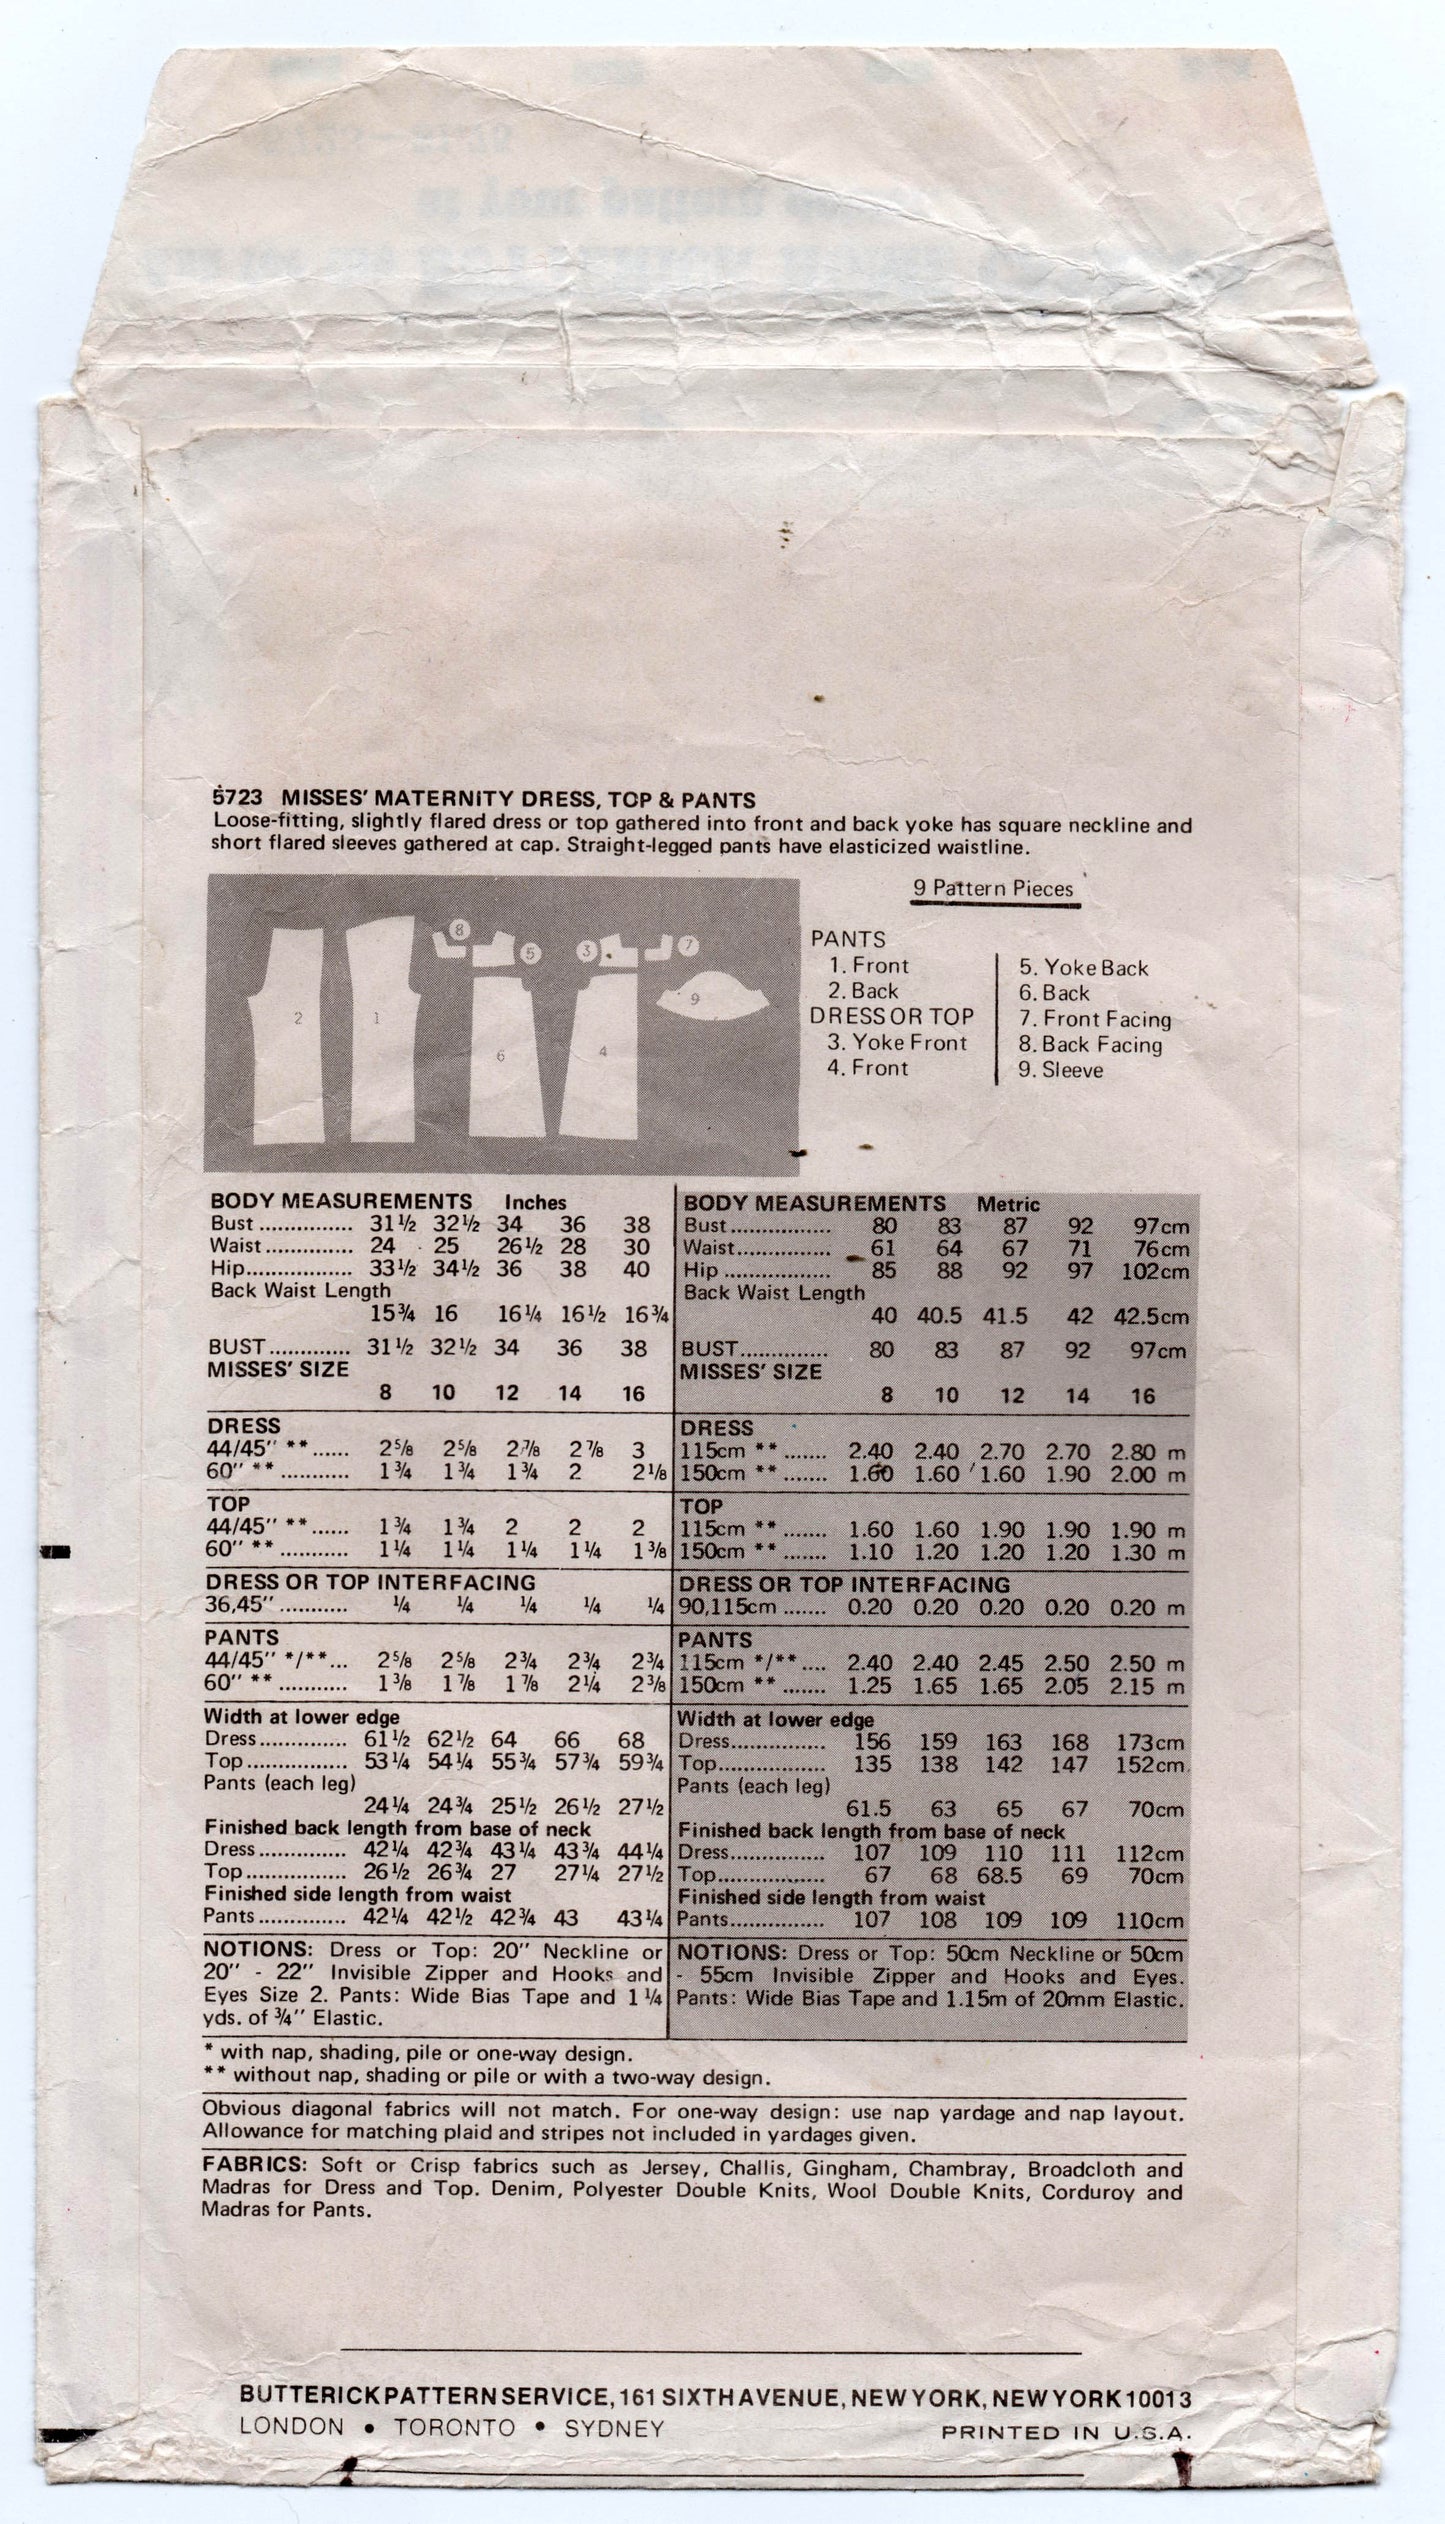 5723 MISSES' MATERNITY DRESS, TOP & PANTS
Loose-fitting, slightly flared dress or top gathered into front and back yoke has square neckline and
short flared sleeves gathered at cap. Straight-legged pants have elasticized waistline.
9 Pattern Pieces
PANTS
1. Front
2. Back
DRESS OR TOP
3. Yoke Front
4. Front
5. Yoke Back
6. Back
7. Front Facing
8. Back Facing
9. Sleeve
2 1 8 5 6 3 4 7 9
BODY MEASUREMENTS Inches
Bust ............... 31½ 32½ 34 36 38
Waist .............. 24 25 26½ 28 30
Hip ................. 33½ 34½ 36 38 40
Back Waist Length
15¾ 16 16¼ 16½ 16¾
BUST ............. 31½ 32½ 34 36 38
MISSES' SIZE
8 10 12 14 16
DRESS
44/45'' ** ...... 2⅝ 2⅝ 2⅞ 2⅞ 3
60'' ** ........... 1¾ 1¾ 1¾ 2 2⅛
TOP
44/45'' ** ...... 1¾ 1¾ 2 2 2
60'' ** ........... 1¼ 1¼ 1¼ 1¼ 1⅜
DRESS OR TOP INTERFACING
36,45'' ........... ¼ ¼ ¼ ¼ ¼
PANTS
44/45'' */** ... 2⅝ 2⅝ 2¾ 2¾ 2¾
60'' ** ........... 1⅜ 1⅞ 1⅞ 2¼ 2⅜
Width at lower edge
Dress .............. 61½ 62½ 64 66 68
Top ................ 53¼ 54¼ 55¾ 57¾ 59¾
Pants (each leg)
24¼ 24¾ 25½ 26½ 27½
Finished back length from base of neck
Dress .............. 42¼ 42¾ 43¼ 43¾ 44¼
Top ................ 26½ 26¾ 27 27¼ 27½
Finished side length from waist
Pants .............. 42¼ 42½ 42¾ 43 43¼
NOTIONS: Dress or Top: 20'' Neckline or
20'' - 22'' Invisible Zipper and Hooks and
Eyes Size 2. Pants: Wide Bias Tape and 1¼
yds. of ¾'' Elastic.
BODY MEASUREMENTS Metric
Bust ................ 80 83 87 92 97cm
Waist ............... 61 64 67 71 76cm
Hip ................. 85 88 92 97 102cm
Back Waist Length
40 40.5 41.5 42 42.5cm
BUST .............. 80 83 87 92 97cm
MISSES' SIZE
8 10 12 14 16
DRESS
115cm ** ....... 2.40 2.40 2.70 2.70 2.80 m
150cm ** ....... 1.60 1.60 1.60 1.90 2.00 m
TOP
115cm ** ....... 1.60 1.60 1.90 1.90 1.90 m
150cm ** ....... 1.10 1.20 1.20 1.20 1.30 m
DRESS OR TOP INTERFACING
90,115cm ....... 0.20 0.20 0.20 0.20 0.20 m
PANTS
115cm */** .... 2.40 2.40 2.45 2.50 2.50 m
150cm ** ....... 1.25 1.65 1.65 2.05 2.15 m
Width at lower edge
Dress ............... 156 159 163 168 173cm
Top ................. 135 138 142 147 152cm
Pants (each leg)
61.5 63 65 67 70cm
Finished back length from base of neck
Dress ............... 107 109 110 111 112cm
Top ................. 67 68 68.5 69 70cm
Finished side length from waist
Pants ............... 107 108 109 109 110cm
NOTIONS: Dress or Top: 50cm Neckline or 50cm
- 55cm Invisible Zipper and Hooks and Eyes.
Pants: Wide Bias Tape and 1.15m of 20mm Elastic.
* with nap, shading, pile or one-way design.
** without nap, shading or pile or with a two-way design.
Obvious diagonal fabrics will not match. For one-way design: use nap yardage and nap layout.
Allowance for matching plaid and stripes not included in yardages given.
FABRICS: Soft or Crisp fabrics such as Jersey, Challis, Gingham, Chambray, Broadcloth and
Madras for Dress and Top. Denim, Polyester Double Knits, Wool Double Knits, Corduroy and
Madras for Pants.
BUTTERICK PATTERN SERVICE, 161 SIXTH AVENUE, NEW YORK, NEW YORK 10013
LONDON • TORONTO • SYDNEY
PRINTED IN U.S.A.